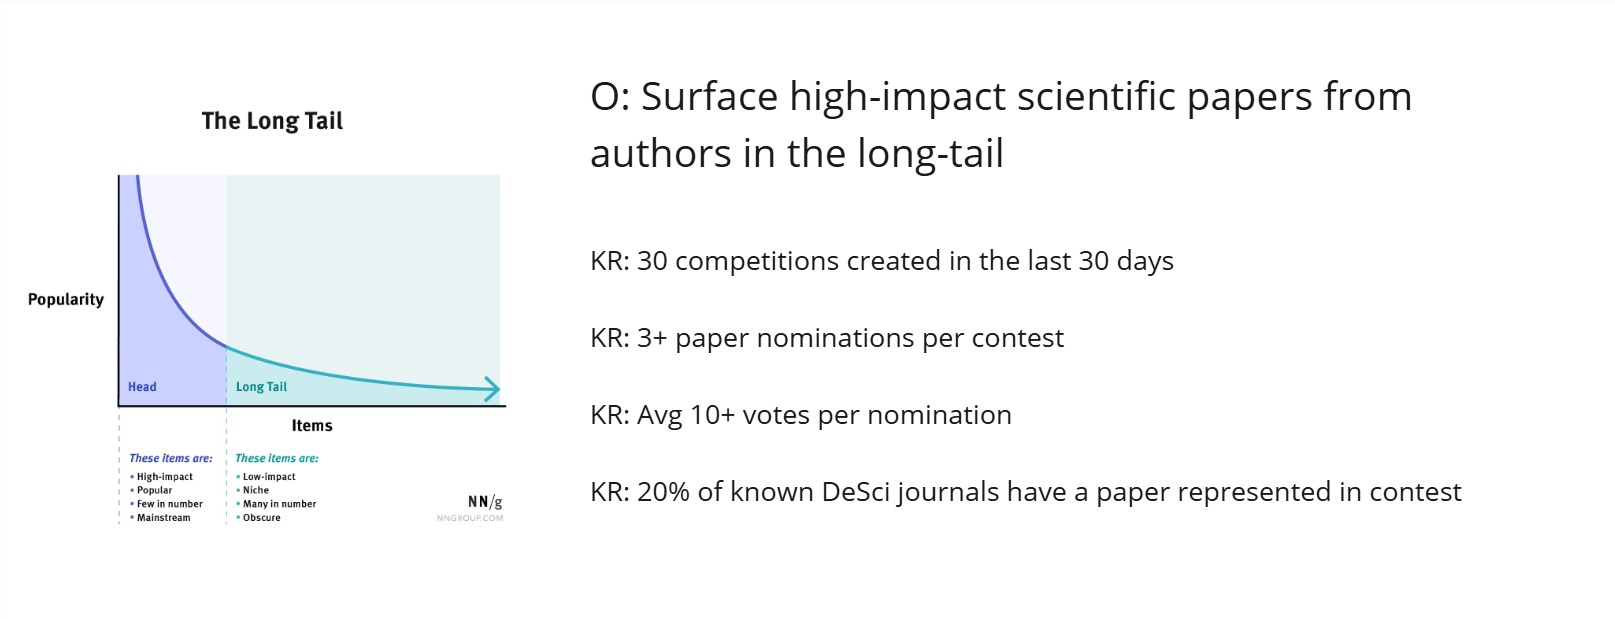 The Long Tail
Popularity
Head
Long Tail
Items
These items are:
• High-impact
• Popular
• Few in number
• Mainstream
These items are:
• Low-impact
• Niche
• Many in number
• Obscure
NN/g
NNGROUP.COM
O: Surface high-impact scientific papers from
authors in the long-tail
KR: 30 competitions created in the last 30 days
KR: 3+ paper nominations per contest
KR: Avg 10+ votes per nomination
KR: 20% of known DeSci journals have a paper represented in contest